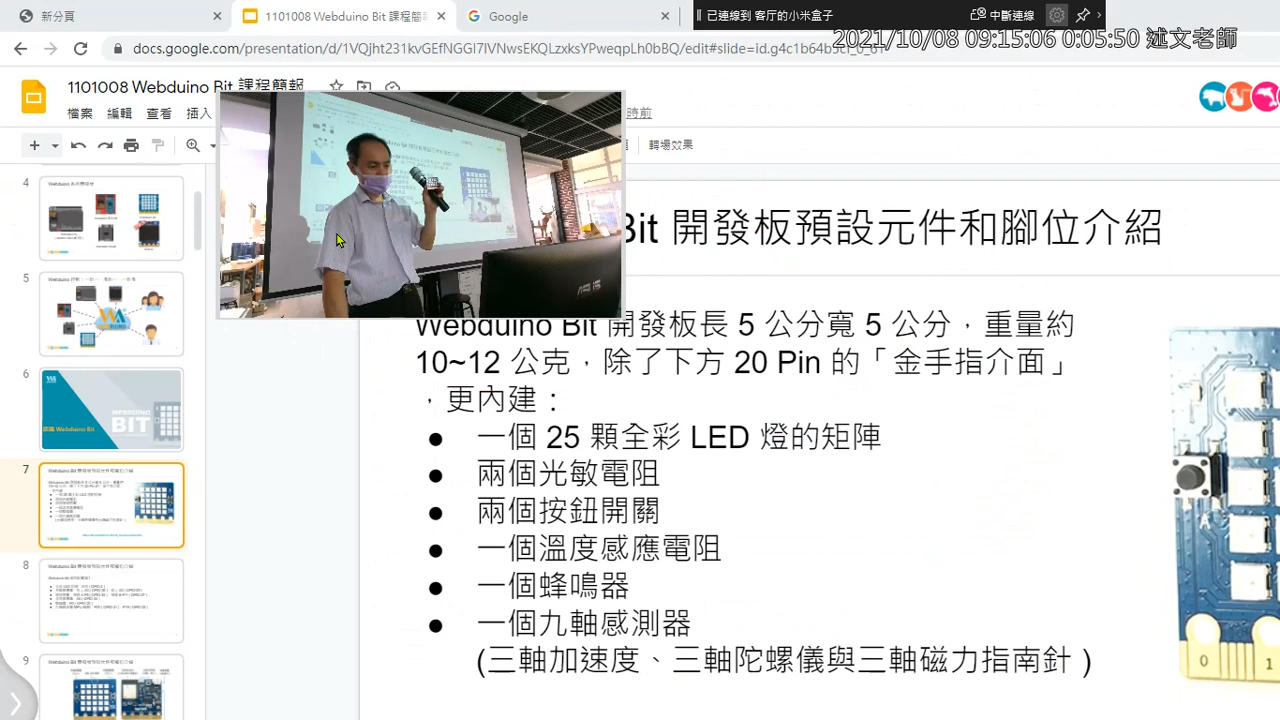 新分頁
1101008 Webduino Bit 課程簡報
Google
已連線到 客厅的小米盒子
中斷連線
docs.google.com/presentation/d/1VQjht231kvGEfNGGI7IVNwsEKQLzxksYPweqpLh0bBQ/edit#slide=id.g4c1b64b5cf_0_61
2021/10/08 09:15:06 0:05:50 述文老師
1101008 Webduino Bit 課程簡報
檔案 編輯 查看 插入
時前
轉場效果
4
5
6
WEBDUINO
BIT
認識 Webduino Bit
7
8
9
Bit 開發板預設元件和腳位介紹
Webduino Bit 開發板長 5 公分寬 5 公分，重量約
10~12 公克，除了下方 20 Pin 的「金手指介面」
，更內建：
● 一個 25 顆全彩 LED 燈的矩陣
● 兩個光敏電阻
● 兩個按鈕開關
● 一個溫度感應電阻
● 一個蜂鳴器
● 一個九軸感測器
(三軸加速度、三軸陀螺儀與三軸磁力指南針 )
A
0 1
ASUS